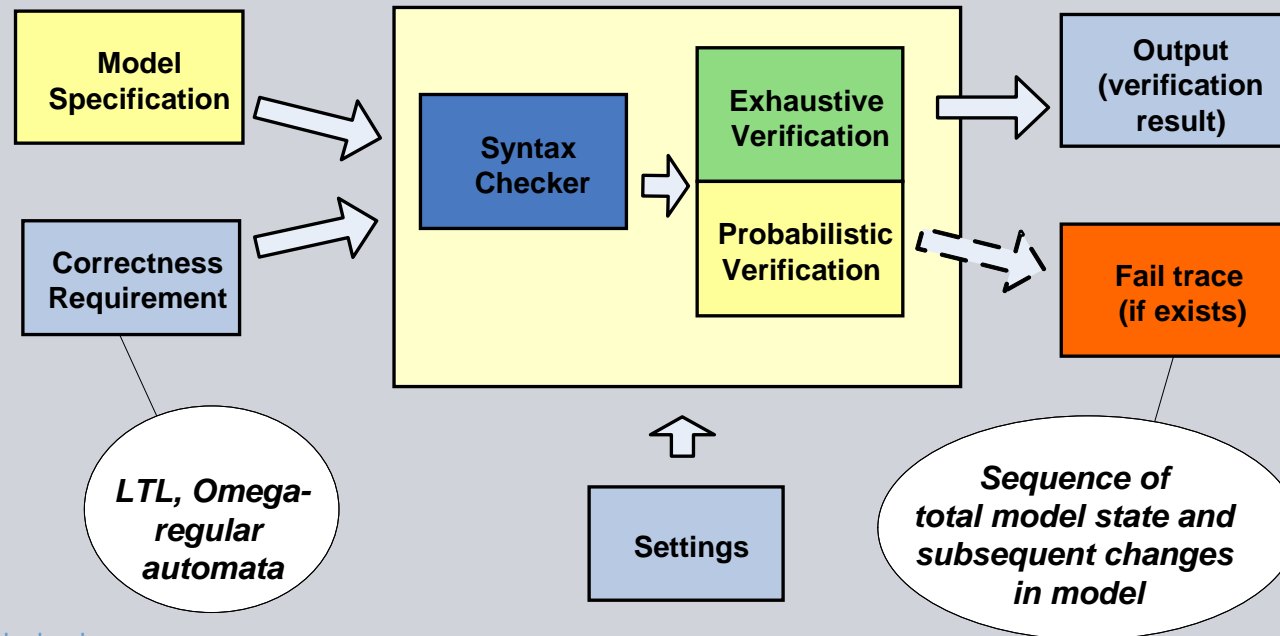 Model
Specification
Correctness
Requirement
LTL, Omega-
regular
automata
Syntax
Checker
Exhaustive
Verification
Probabilistic
Verification
Settings
Output
(verification
result)
Fail trace
(if exists)
Sequence of
total model state and
subsequent changes
in model